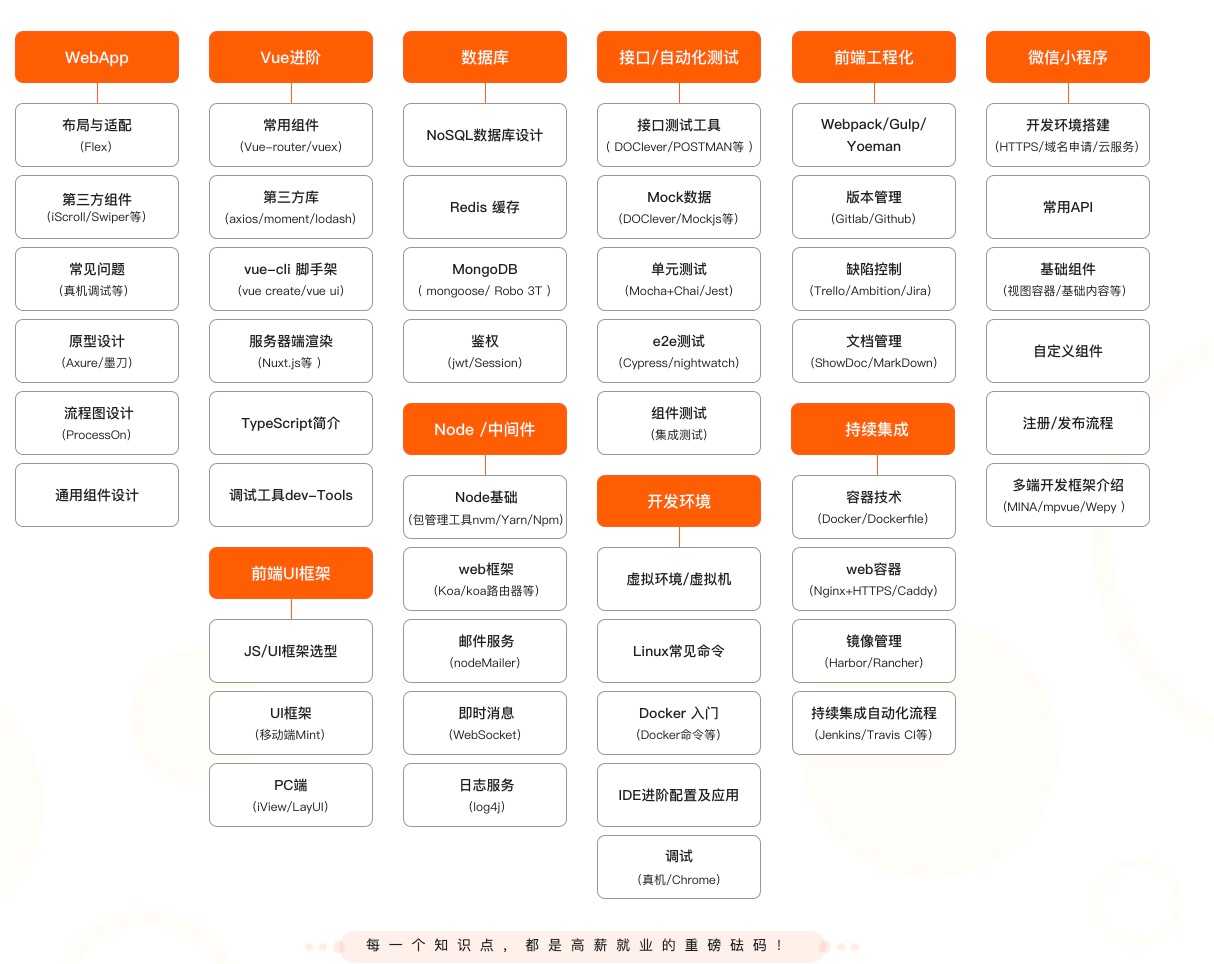 WebApp
布局与适配
(Flex)
第三方组件
(iScroll/Swiper等)
常见问题
(真机调试等)
原型设计
(Axure/墨刀)
流程图设计
(ProcessOn)
通用组件设计
Vue进阶
常用组件
(Vue-router/vuex)
第三方库
(axios/moment/lodash)
vue-cli 脚手架
(vue create/vue ui)
服务器端渲染
(Nuxt.js等 )
TypeScript简介
调试工具dev-Tools
前端UI框架
JS/UI框架选型
UI框架
(移动端Mint)
PC端
(iView/LayUI)
数据库
NoSQL数据库设计
Redis 缓存
MongoDB
( mongoose/ Robo 3T )
鉴权
(jwt/Session)
Node /中间件
Node基础
(包管理工具nvm/Yarn/Npm)
web框架
(Koa/koa路由器等)
邮件服务
(nodeMailer)
即时消息
(WebSocket)
日志服务
(log4j)
接口/自动化测试
接口测试工具
( DOClever/POSTMAN等 )
Mock数据
(DOClever/Mockjs等)
单元测试
(Mocha+Chai/Jest)
e2e测试
(Cypress/nightwatch)
组件测试
(集成测试)
开发环境
虚拟环境/虚拟机
Linux常见命令
Docker 入门
(Docker命令等)
IDE进阶配置及应用
调试
(真机/Chrome)
前端工程化
Webpack/Gulp/
Yoeman
版本管理
(Gitlab/Github)
缺陷控制
(Trello/Ambition/Jira)
文档管理
(ShowDoc/MarkDown)
持续集成
容器技术
(Docker/Dockerfile)
web容器
(Nginx+HTTPS/Caddy)
镜像管理
(Harbor/Rancher)
持续集成自动化流程
(Jenkins/Travis CI等)
微信小程序
开发环境搭建
(HTTPS/域名申请/云服务)
常用API
基础组件
(视图容器/基础内容等)
自定义组件
注册/发布流程
多端开发框架介绍
(MINA/mpvue/Wepy )
每一个知识点，都是高薪就业的重磅砝码！